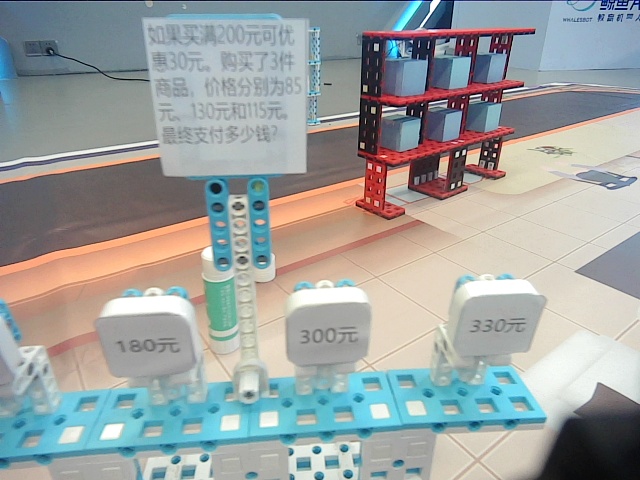 如果买满200元可优
惠30元。购买了3件
商品，价格分别为85
元、130元和115元。
最终支付多少钱?
180元
300元
330元
WHALESBOT